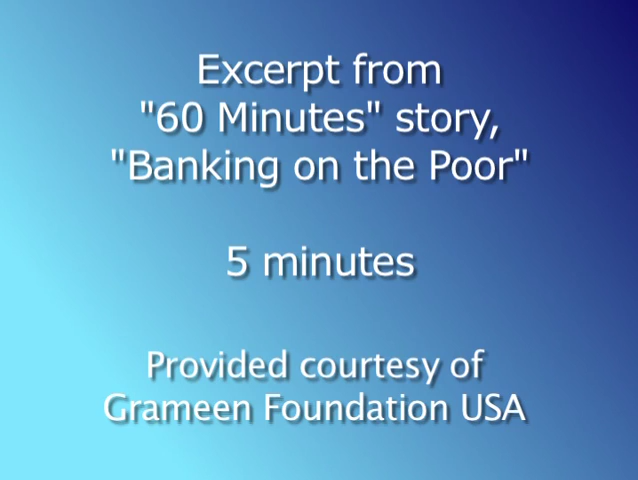 Excerpt from
"60 Minutes" story,
"Banking on the Poor"
5 minutes
Provided courtesy of
Grameen Foundation USA